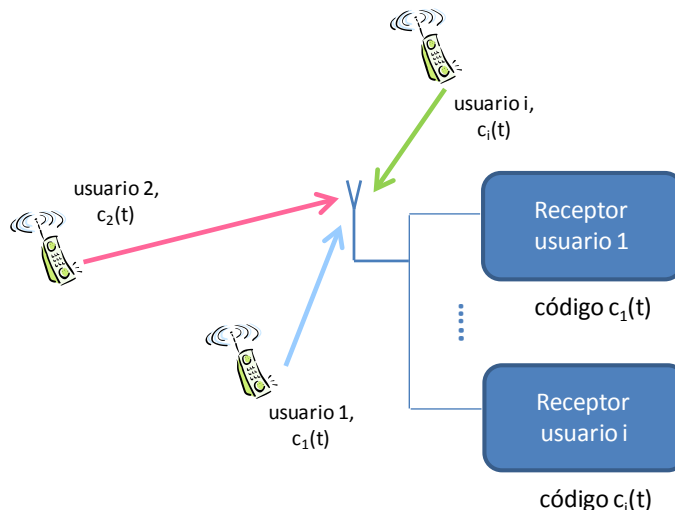 usuario i,
cᵢ(t)
usuario 2,
c₂(t)
Receptor
usuario 1
código c₁(t)
usuario 1,
c₁(t)
Receptor
usuario i
código cᵢ(t)